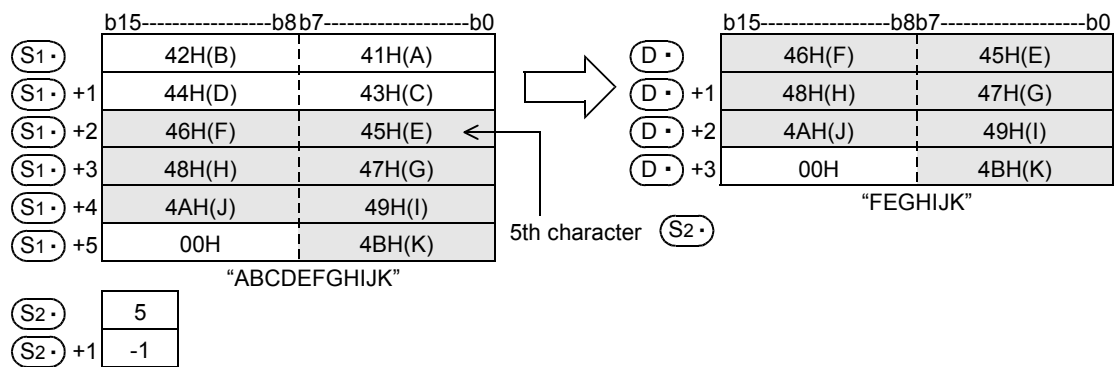 b15-----------------b8 b7-------------------b0
S1· 42H(B) 41H(A)
S1· +1 44H(D) 43H(C)
S1· +2 46H(F) 45H(E)
S1· +3 48H(H) 47H(G)
S1· +4 4AH(J) 49H(I)
S1· +5 00H 4BH(K)
“ABCDEFGHIJK”
5th character S2·
S2· 5
S2· +1 -1
b15-----------------b8b7-------------------b0
D· 46H(F) 45H(E)
D· +1 48H(H) 47H(G)
D· +2 4AH(J) 49H(I)
D· +3 00H 4BH(K)
“FEGHIJK”